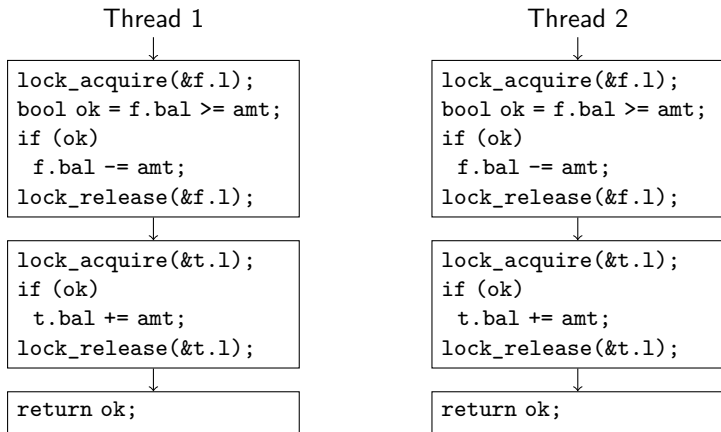 Thread 1
lock_acquire(&f.l);
bool ok = f.bal >= amt;
if (ok)
f.bal -= amt;
lock_release(&f.l);
lock_acquire(&t.l);
if (ok)
t.bal += amt;
lock_release(&t.l);
return ok;
Thread 2
lock_acquire(&f.l);
bool ok = f.bal >= amt;
if (ok)
f.bal -= amt;
lock_release(&f.l);
lock_acquire(&t.l);
if (ok)
t.bal += amt;
lock_release(&t.l);
return ok;